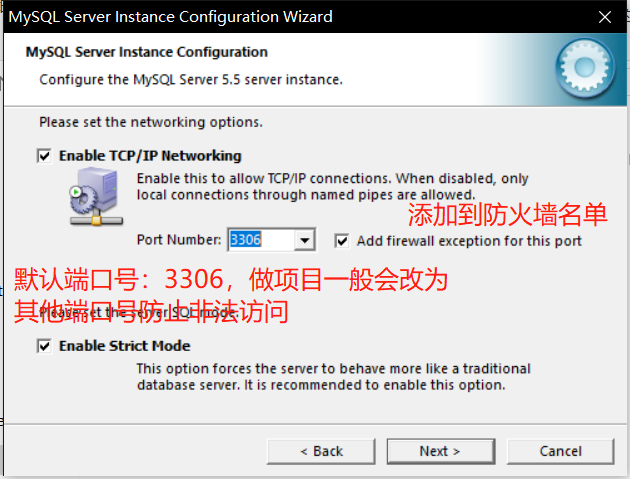 MySQL Server Instance Configuration Wizard
MySQL Server Instance Configuration
Configure the MySQL Server 5.5 server instance.
Please set the networking options.
Enable TCP/IP Networking
Enable this to allow TCP/IP connections. When disabled, only
local connections through named pipes are allowed.
添加到防火墙名单
Port Number: 3306
Add firewall exception for this port
默认端口号：3306，做项目一般会改为
其他端口号防止非法访问
Please set the server SQL mode.
Enable Strict Mode
This option forces the server to behave more like a traditional
database server. It is recommended to enable this option.
< Back
Next >
Cancel